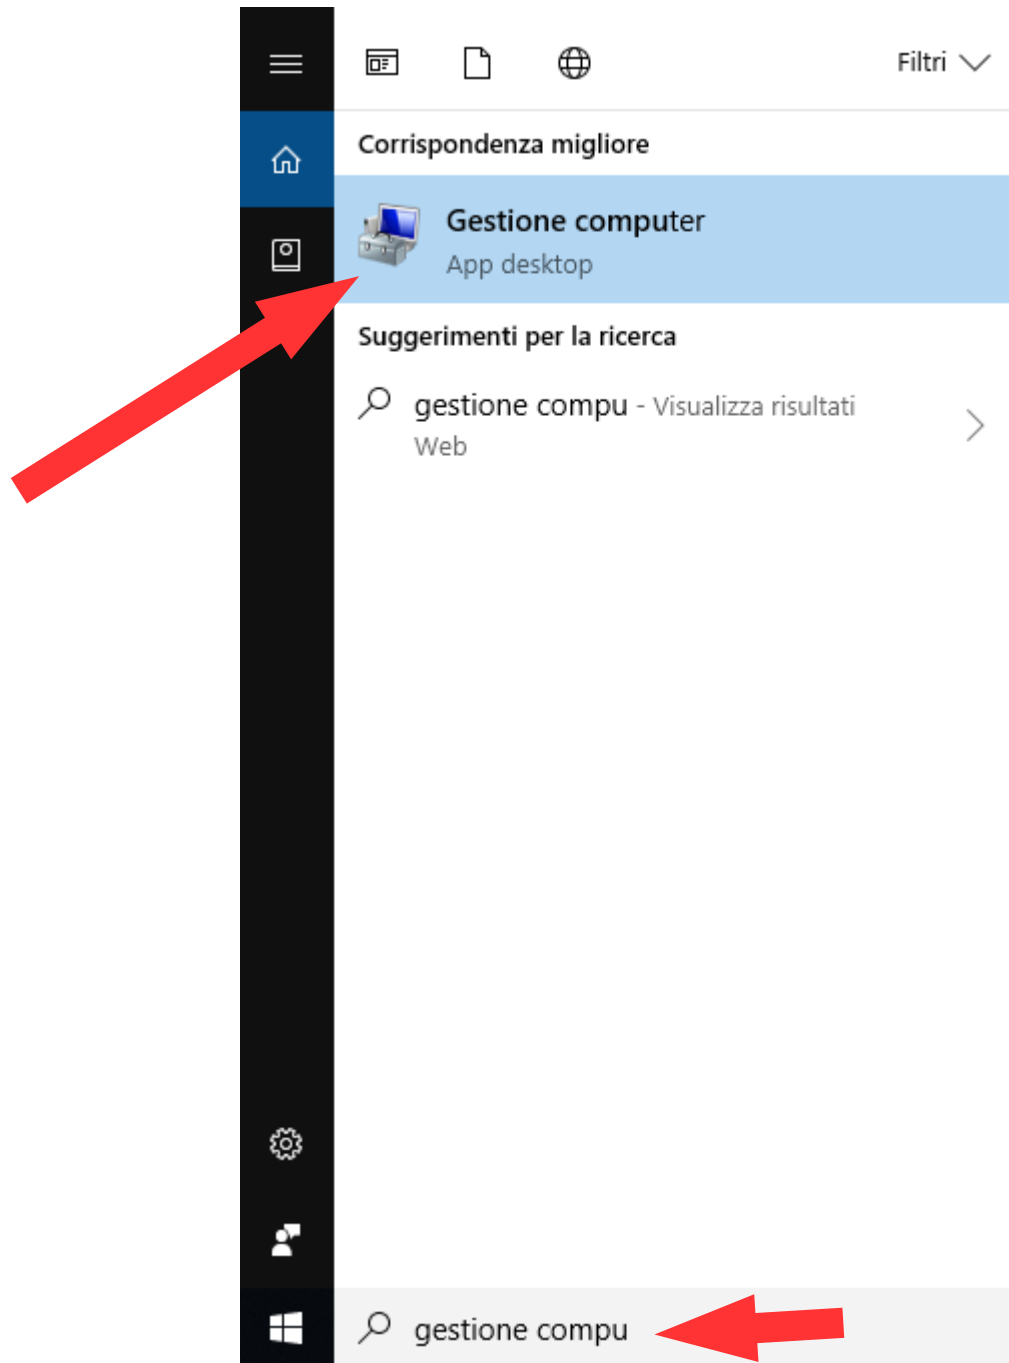 Filtri
Corrispondenza migliore
Gestione computer
App desktop
Suggerimenti per la ricerca
gestione compu - Visualizza risultati
Web
gestione compu